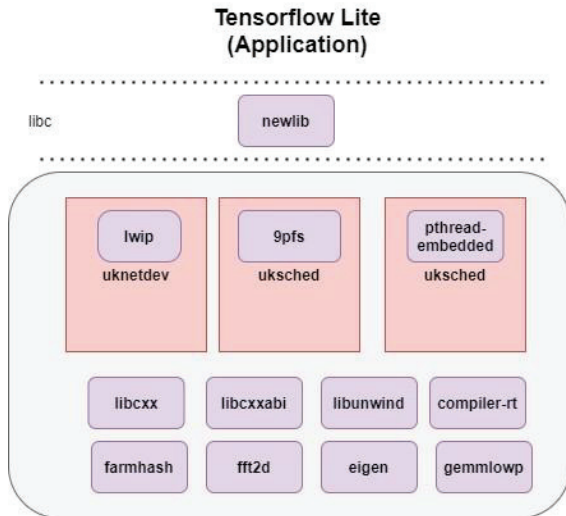 Tensorflow Lite
(Application)
libc
newlib
lwip
uknetdev
9pfs
uksched
pthread-
embedded
uksched
libcxx
libcxxabi
libunwind
compiler-rt
farmhash
fft2d
eigen
gemmlowp